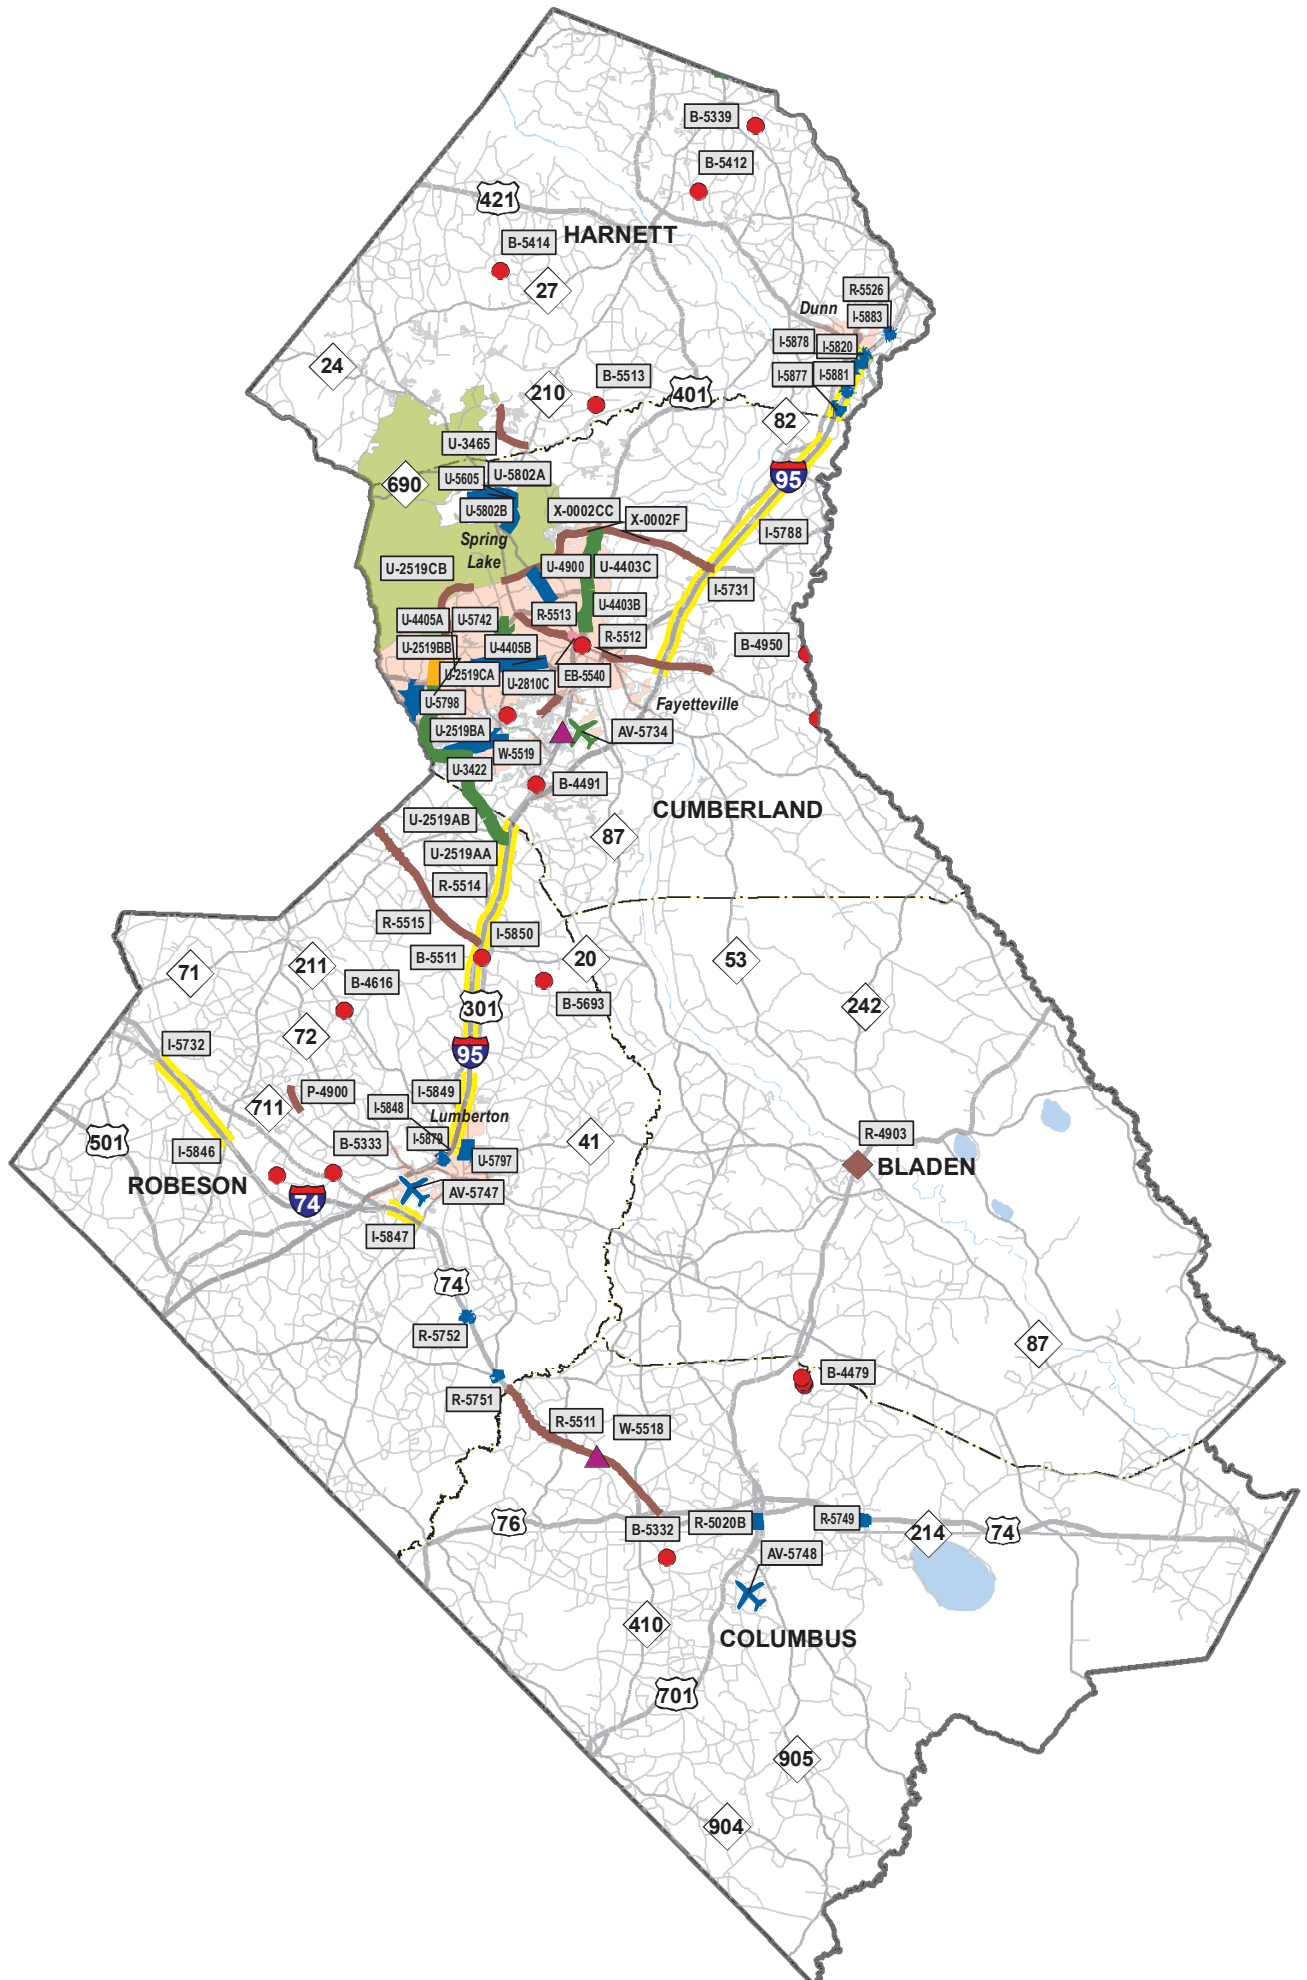 B-5339
B-5412
421
HARNETT
B-5414
27
R-5526
Dunn
I-5883
I-5878
I-5820
24
I-5877
I-5881
B-5513
210
401
82
U-3465
95
690
U-5605
U-5802A
U-5802B
X-0002CC
X-0002F
I-5788
Spring
Lake
U-2519CB
U-4900
U-4403C
I-5731
U-4403B
U-4405A
U-5742
R-5513
R-5512
U-2519BB
U-4405B
B-4950
U-2519CA
U-2810C
EB-5540
U-5798
Fayetteville
U-2519BA
AV-5734
W-5519
U-3422
B-4491
CUMBERLAND
U-2519AB
87
U-2519AA
R-5514
R-5515
I-5850
B-5511
20
53
211
71
B-4616
B-5693
301
242
72
I-5732
95
P-4900
I-5849
711
I-5848
Lumberton
I-5879
B-5333
501
I-5846
41
R-4903
U-5797
BLADEN
ROBESON
74
AV-5747
I-5847
74
R-5752
87
B-4479
R-5751
R-5511
W-5518
76
B-5332
R-5020B
R-5749
214
74
AV-5748
410
COLUMBUS
701
905
904